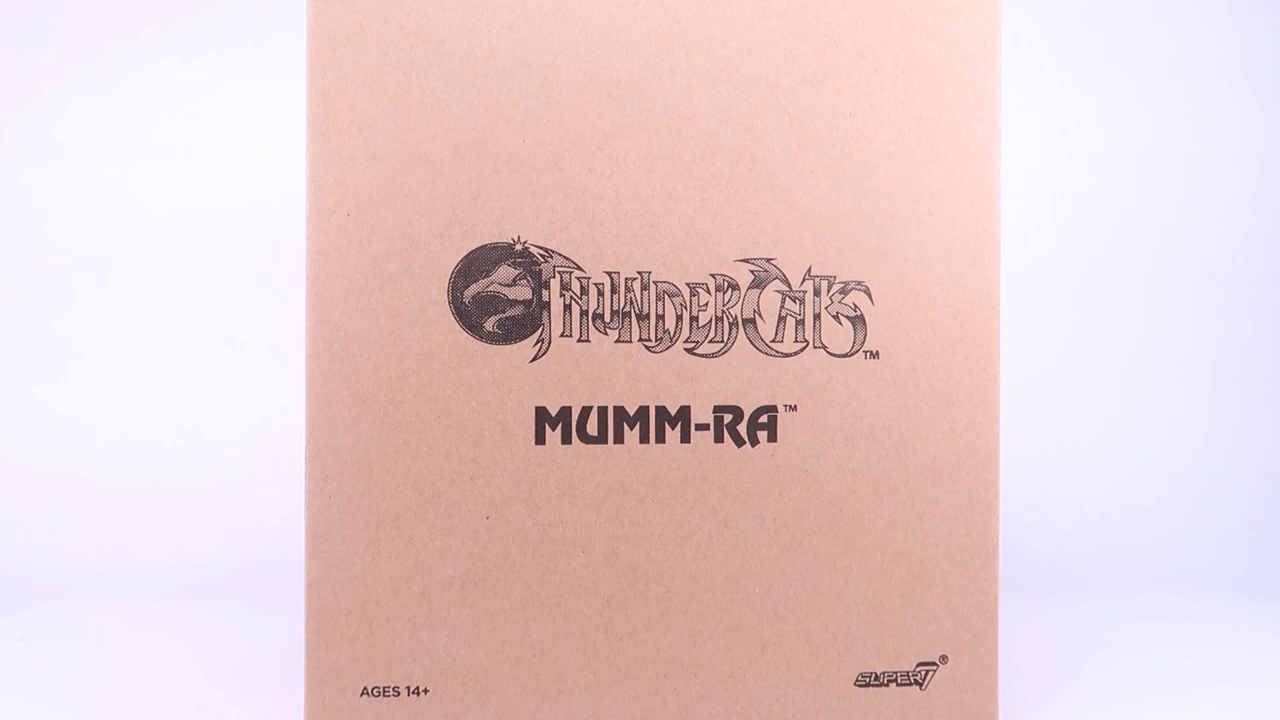 THUNDERCATS™
MUMM-RA™
AGES 14+
SUPER7®